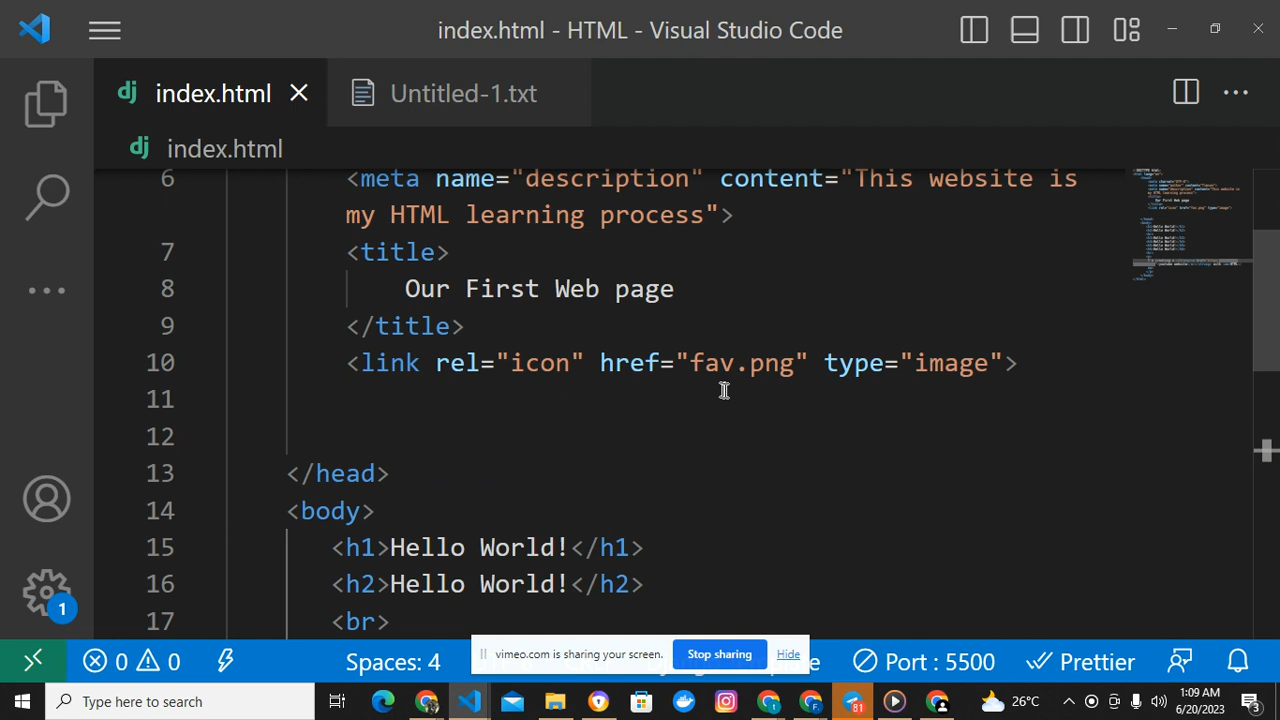 index.html - HTML - Visual Studio Code
dj index.html Untitled-1.txt
dj index.html
6 <meta name="description" content="This website is
my HTML learning process">
7 <title>
8 Our First Web page
9 </title>
10 <link rel="icon" href="fav.png" type="image">
11
12
13 </head>
14 <body>
15 <h1>Hello World!</h1>
16 <h2>Hello World!</h2>
17 <br>
vimeo.com is sharing your screen. Stop sharing Hide
1
0 0 Spaces: 4 Port : 5500 Prettier
Type here to search 81 26°C 1:09 AM
6/20/2023 3